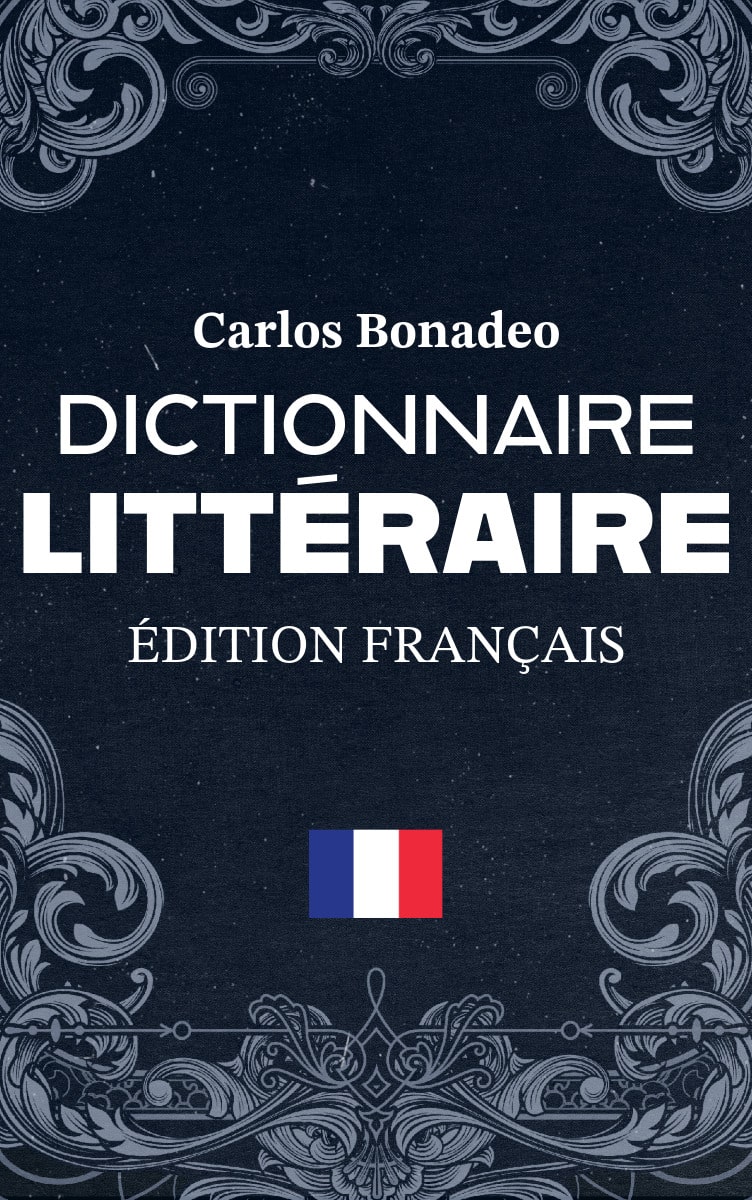 Carlos Bonadeo
DICTIONNAIRE
LITTÉRAIRE
ÉDITION FRANÇAIS